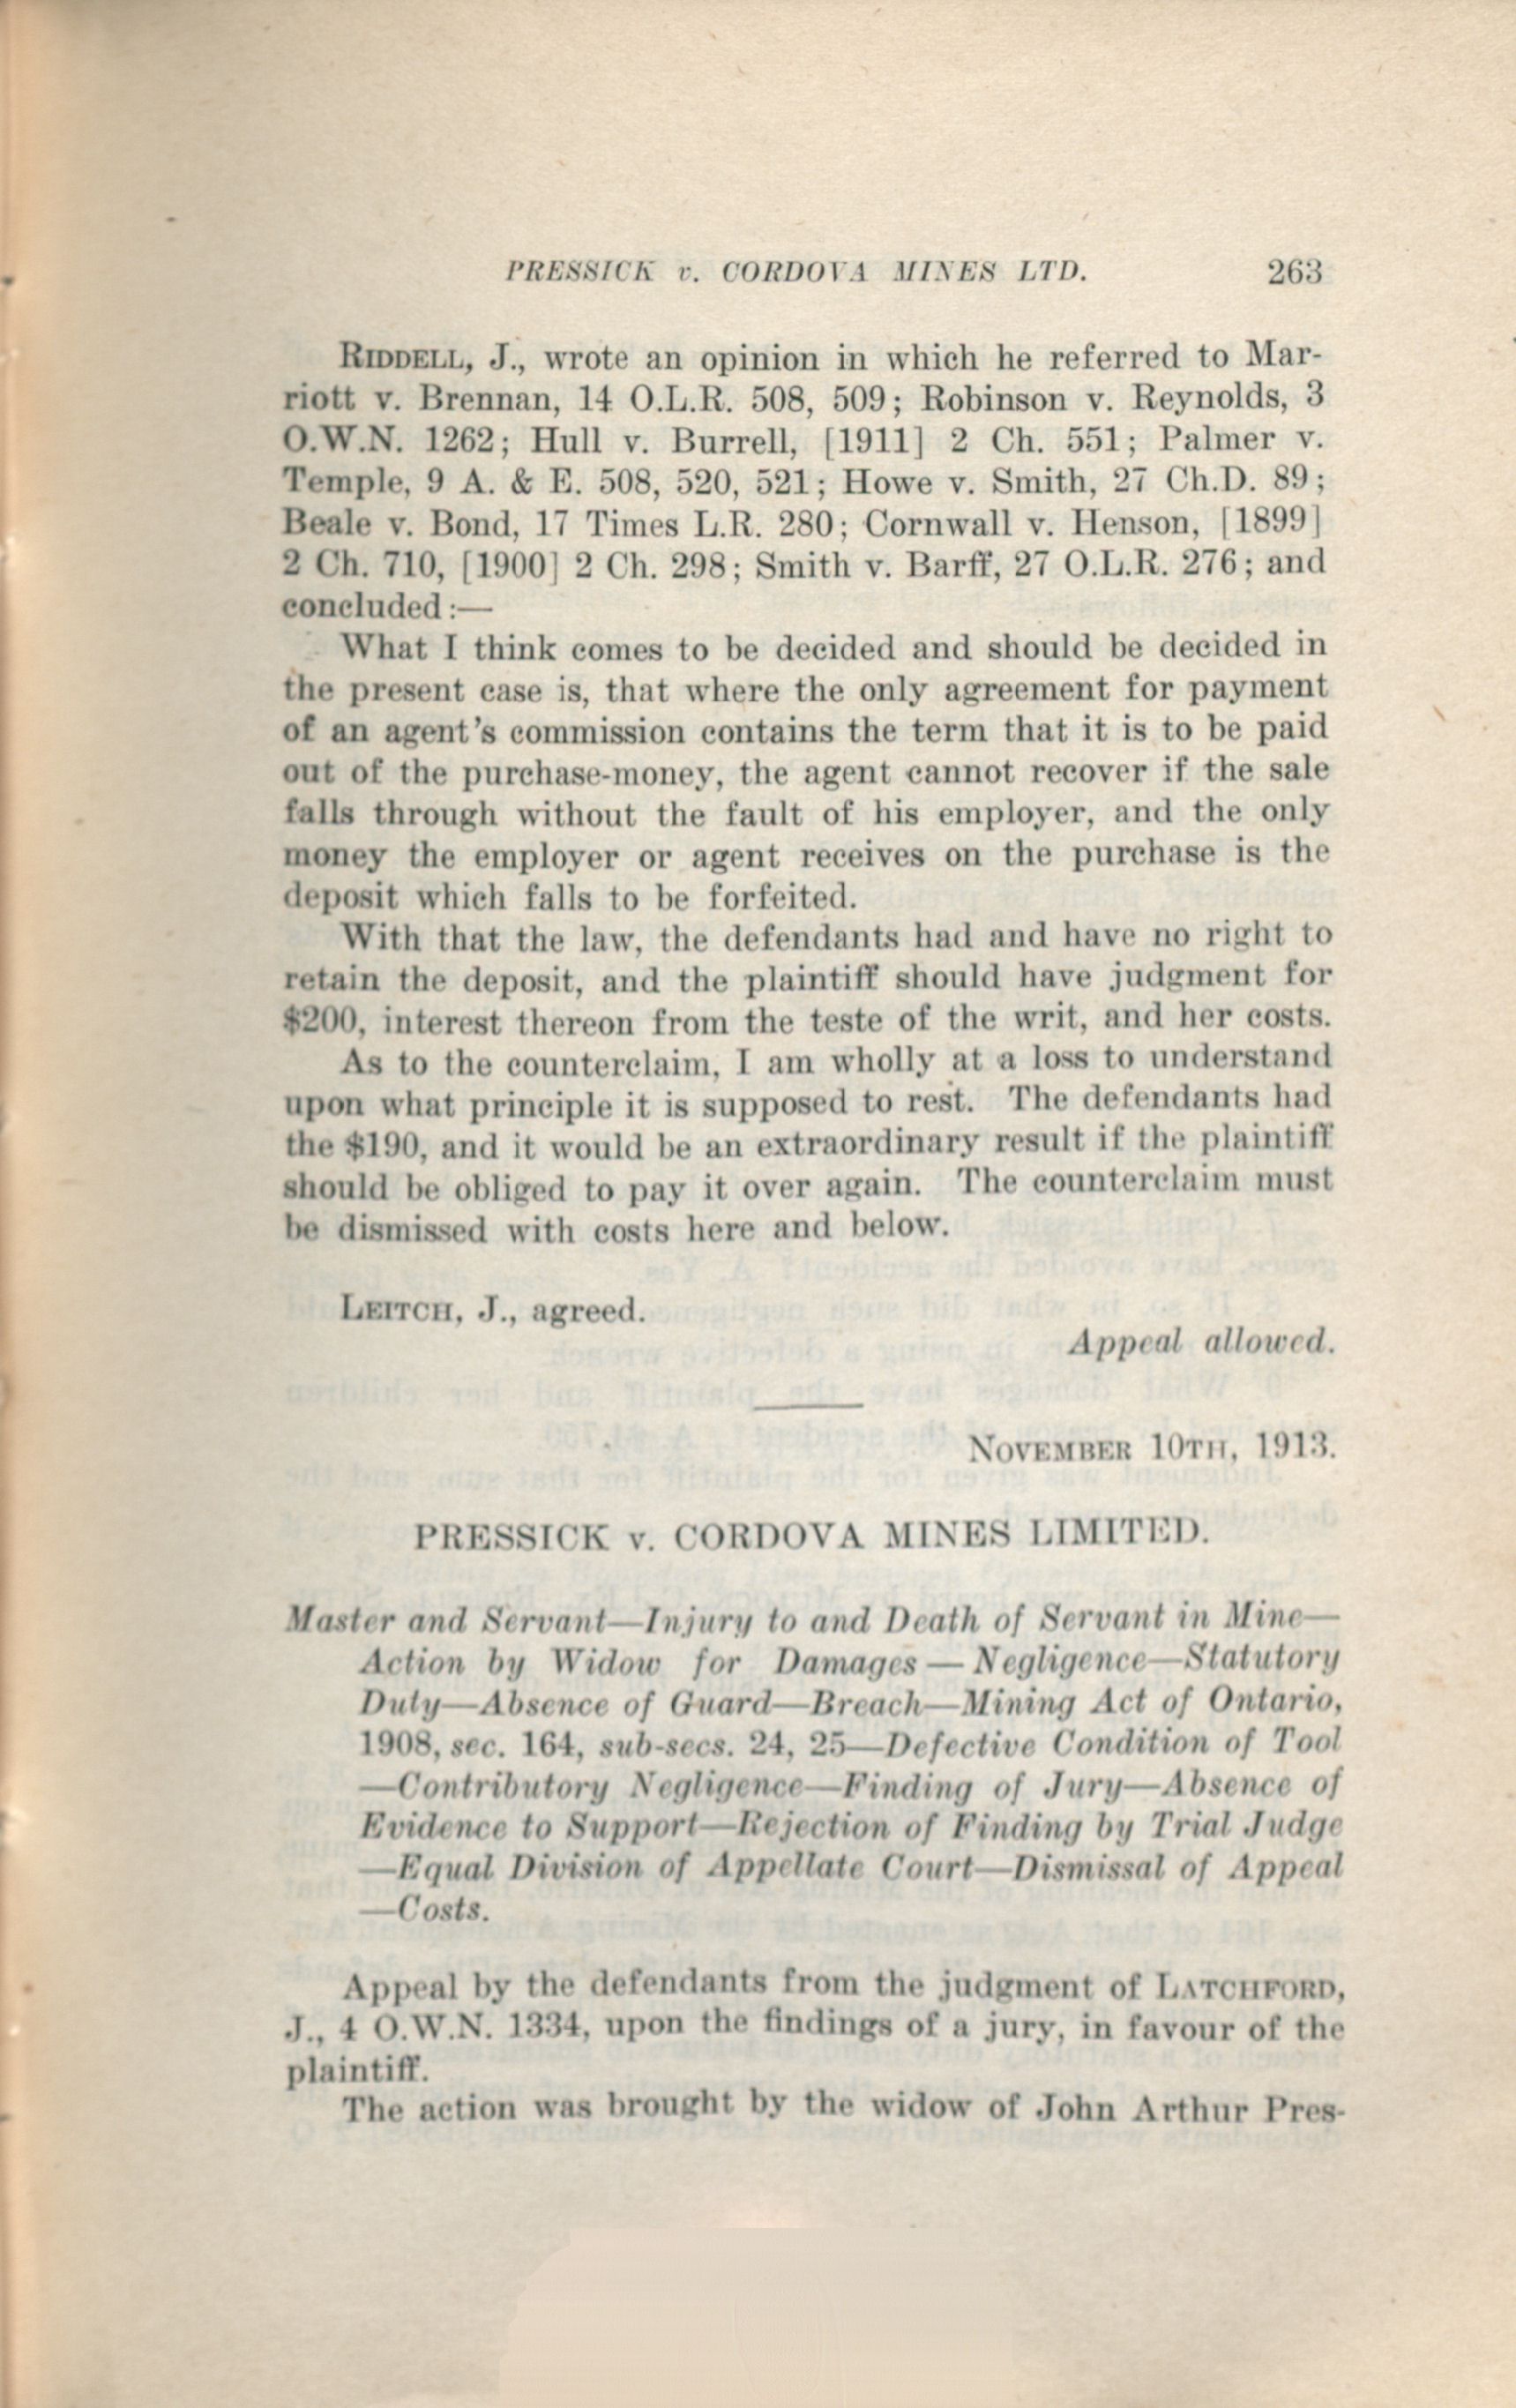 PRESSICK v. CORDOVA MINES LTD. 263
RIDDELL, J., wrote an opinion in which he referred to Mar-
riott v. Brennan, 14 O.L.R. 508, 509; Robinson v. Reynolds, 3
O.W.N. 1262; Hull v. Burrell, [1911] 2 Ch. 551; Palmer v.
Temple, 9 A. & E. 508, 520, 521; Howe v. Smith, 27 Ch.D. 89;
Beale v. Bond, 17 Times L.R. 280; Cornwall v. Henson, [1899]
2 Ch. 710, [1900] 2 Ch. 298; Smith v. Barff, 27 O.L.R. 276; and
concluded:—
What I think comes to be decided and should be decided in
the present case is, that where the only agreement for payment
of an agent's commission contains the term that it is to be paid
out of the purchase-money, the agent cannot recover if the sale
falls through without the fault of his employer, and the only
money the employer or agent receives on the purchase is the
deposit which falls to be forfeited.
With that the law, the defendants had and have no right to
retain the deposit, and the plaintiff should have judgment for
$200, interest thereon from the teste of the writ, and her costs.
As to the counterclaim, I am wholly at a loss to understand
upon what principle it is supposed to rest. The defendants had
the $190, and it would be an extraordinary result if the plaintiff
should be obliged to pay it over again. The counterclaim must
be dismissed with costs here and below.
LEITCH, J., agreed.
Appeal allowed.
NOVEMBER 10TH, 1913.
PRESSICK v. CORDOVA MINES LIMITED.
Master and Servant—Injury to and Death of Servant in Mine—
Action by Widow for Damages — Negligence—Statutory
Duty—Absence of Guard—Breach—Mining Act of Ontario,
1908, sec. 164, sub-secs. 24, 25—Defective Condition of Tool
—Contributory Negligence—Finding of Jury—Absence of
Evidence to Support—Rejection of Finding by Trial Judge
—Equal Division of Appellate Court—Dismissal of Appeal
—Costs.
Appeal by the defendants from the judgment of LATCHFORD,
J., 4 O.W.N. 1334, upon the findings of a jury, in favour of the
plaintiff.
The action was brought by the widow of John Arthur Pres-